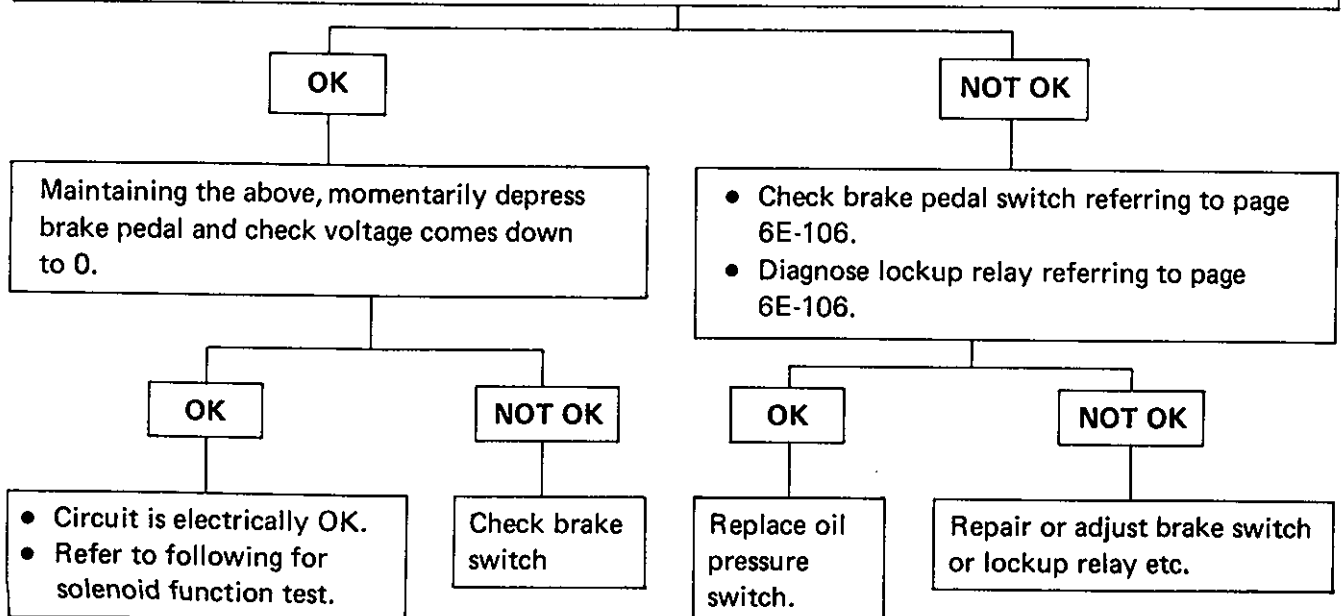 OK
NOT OK
Maintaining the above, momentarily depress
brake pedal and check voltage comes down
to 0.
• Check brake pedal switch referring to page
6E-106.
• Diagnose lockup relay referring to page
6E-106.
OK
NOT OK
OK
NOT OK
• Circuit is electrically OK.
• Refer to following for
solenoid function test.
Check brake
switch
Replace oil
pressure
switch.
Repair or adjust brake switch
or lockup relay etc.